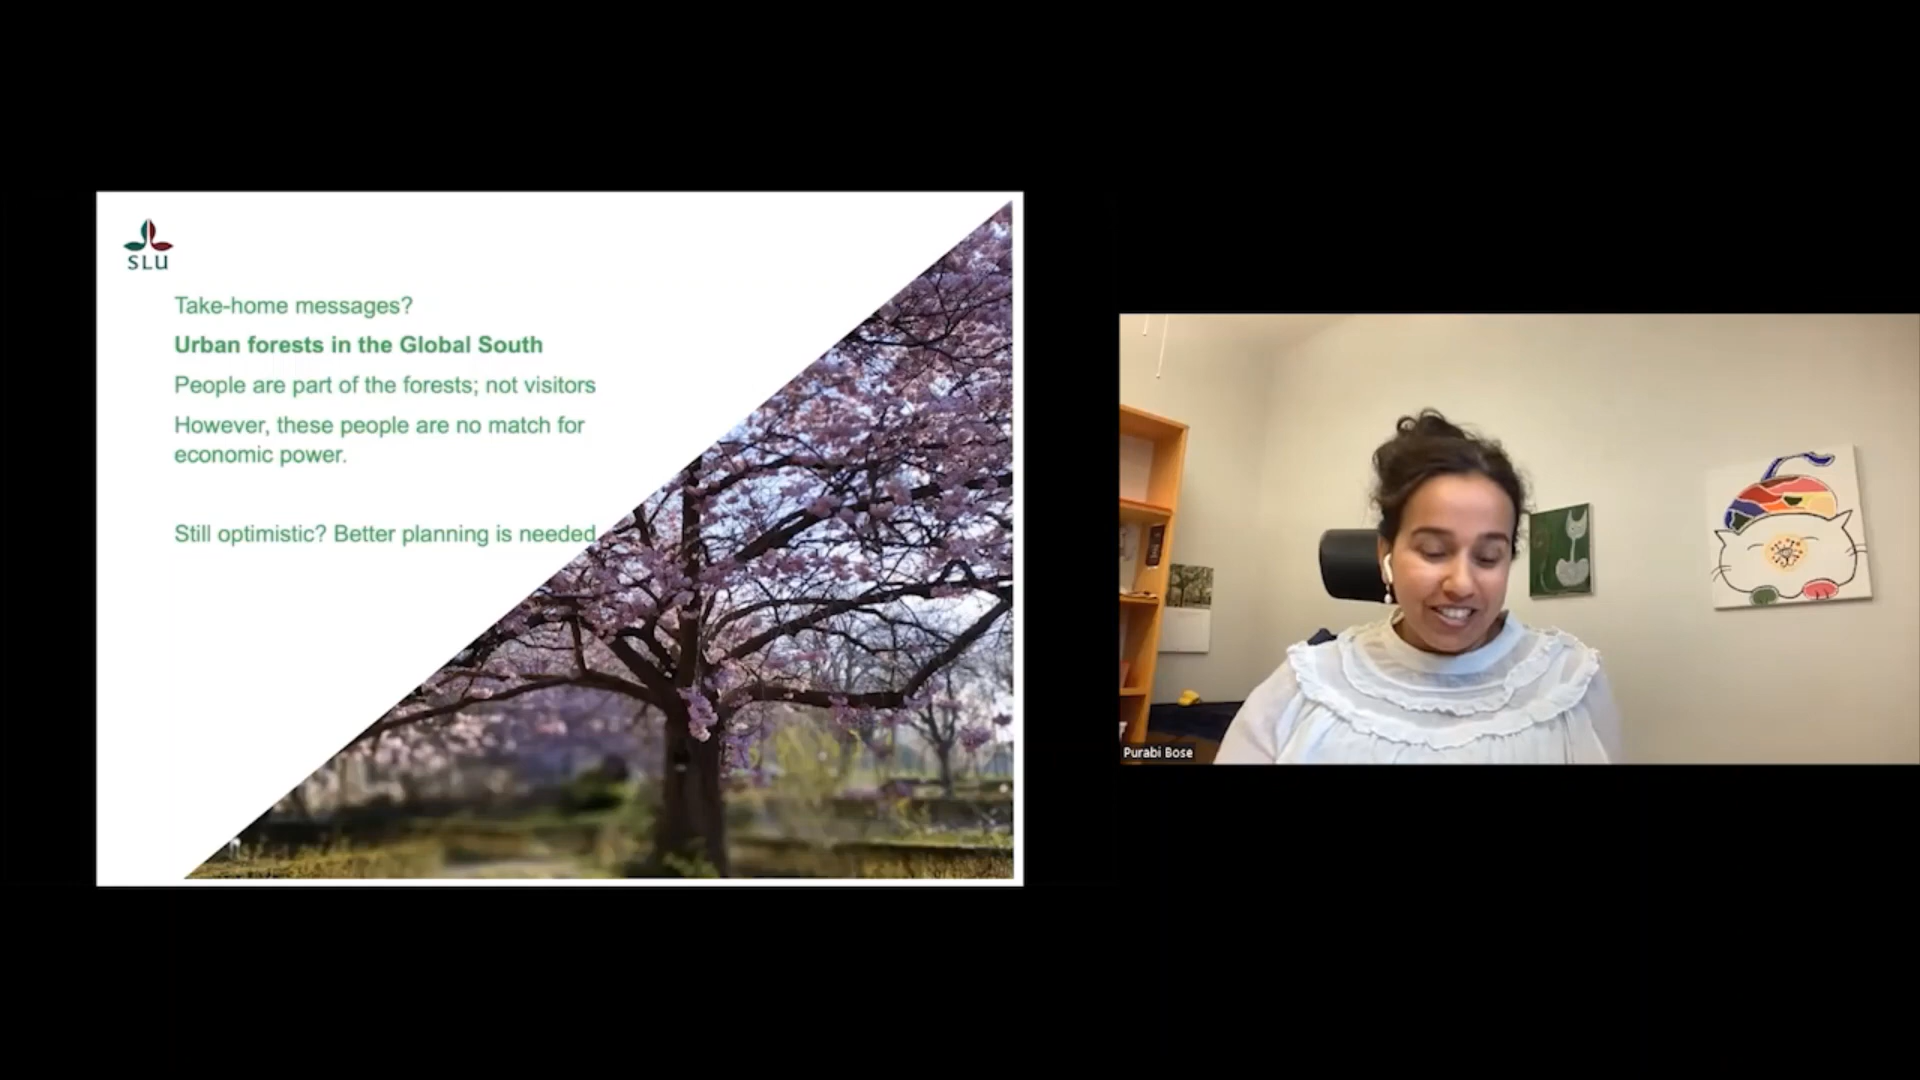 SLU
Take-home messages?
Urban forests in the Global South
People are part of the forests; not visitors
However, these people are no match for
economic power.
Still optimistic? Better planning is needed
Purabi Bose